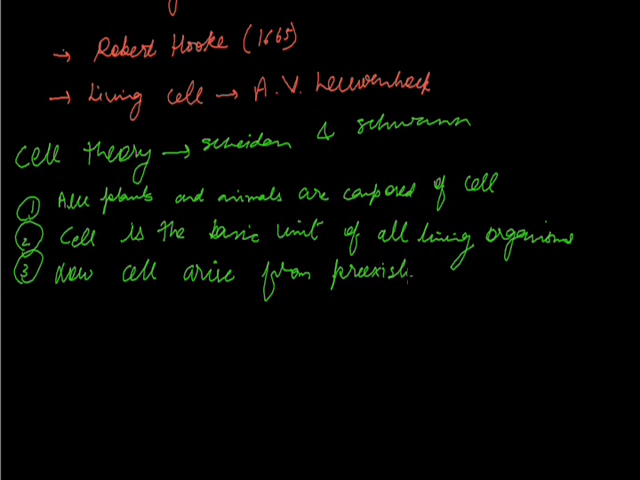 → Robert Hooke (1665)
→ Living cell → A. V. Leeuwenhoek
Cell theory → Scheiden & Schwann
① All plants and animals are composed of cell
② Cell is the basic unit of all living organisms
③ New cell arise from preexisti